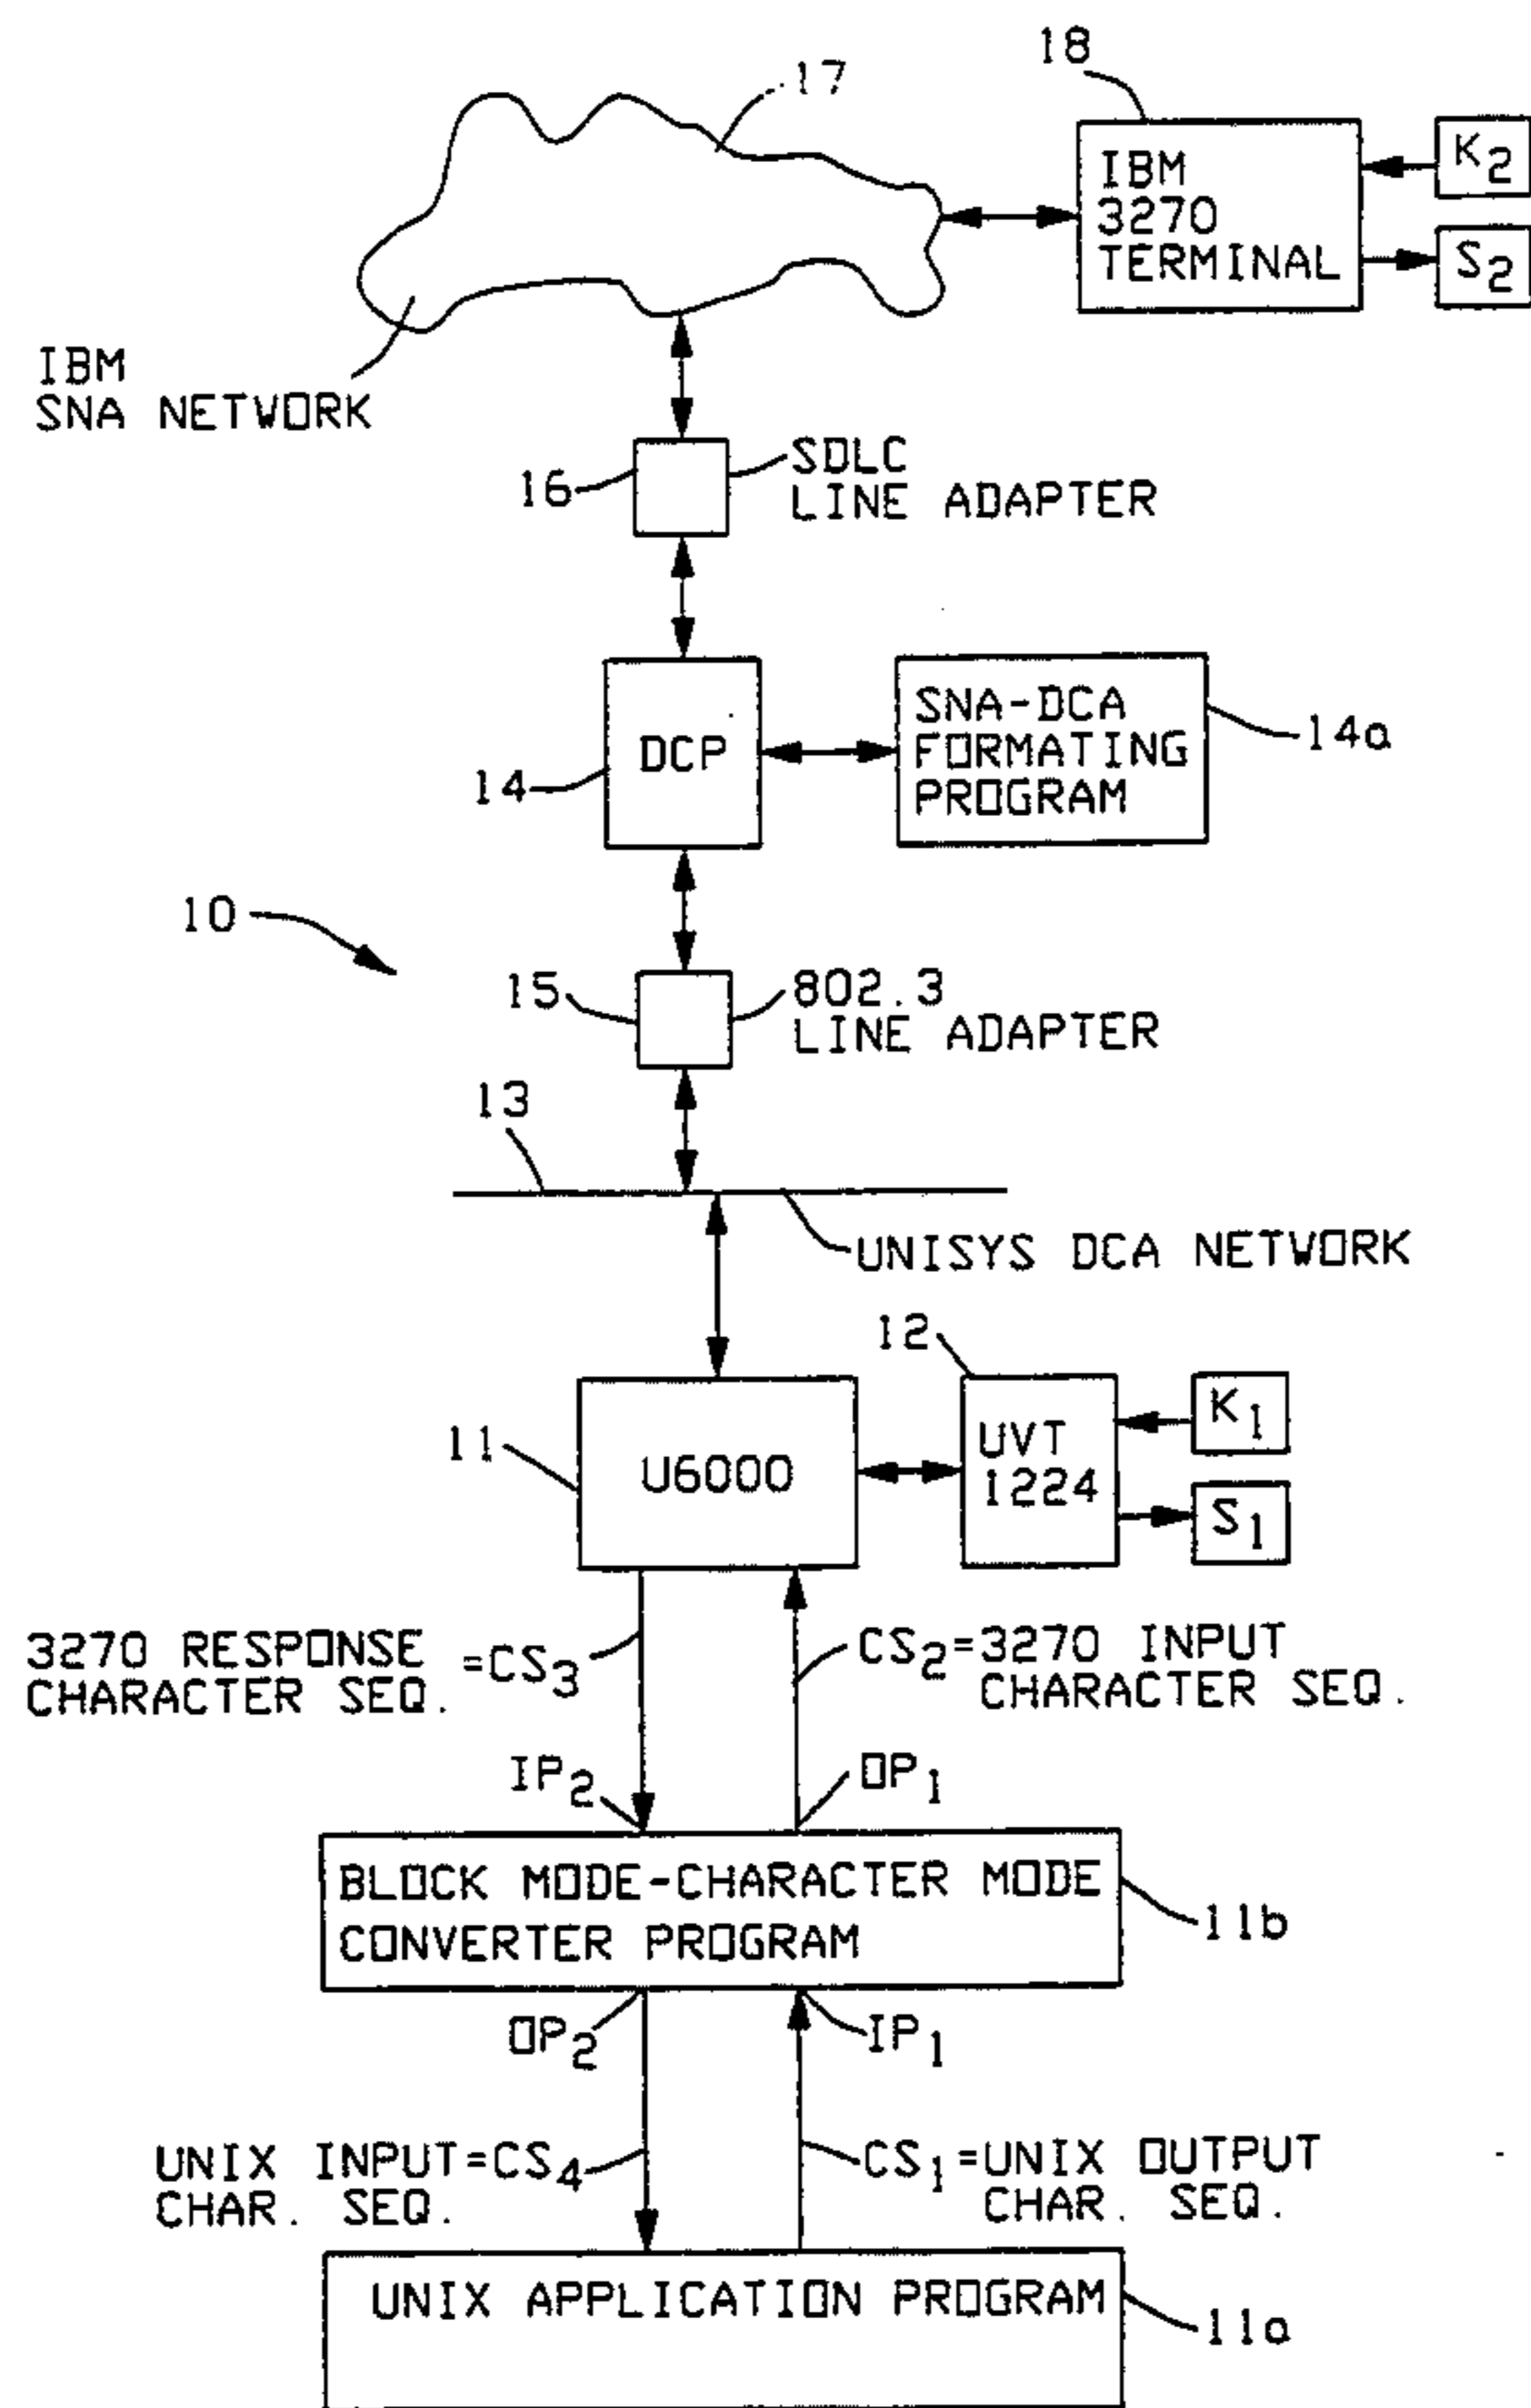 18
17
IBM
3270
TERMINAL
K2
S2
IBM
SNA NETWORK
16
SDLC
LINE ADAPTER
DCP
14
SNA-DCA
FORMATING
PROGRAM
14a
10
15
802.3
LINE ADAPTER
13
UNISYS DCA NETWORK
12
11
U6000
UVT
1224
K1
S1
3270 RESPONSE
CHARACTER SEQ.
=CS3
CS2=3270 INPUT
CHARACTER SEQ.
IP2
OP1
BLOCK MODE-CHARACTER MODE
CONVERTER PROGRAM
11b
OP2
IP1
UNIX INPUT=CS4
CHAR. SEQ.
CS1=UNIX OUTPUT
CHAR. SEQ.
UNIX APPLICATION PROGRAM
11a